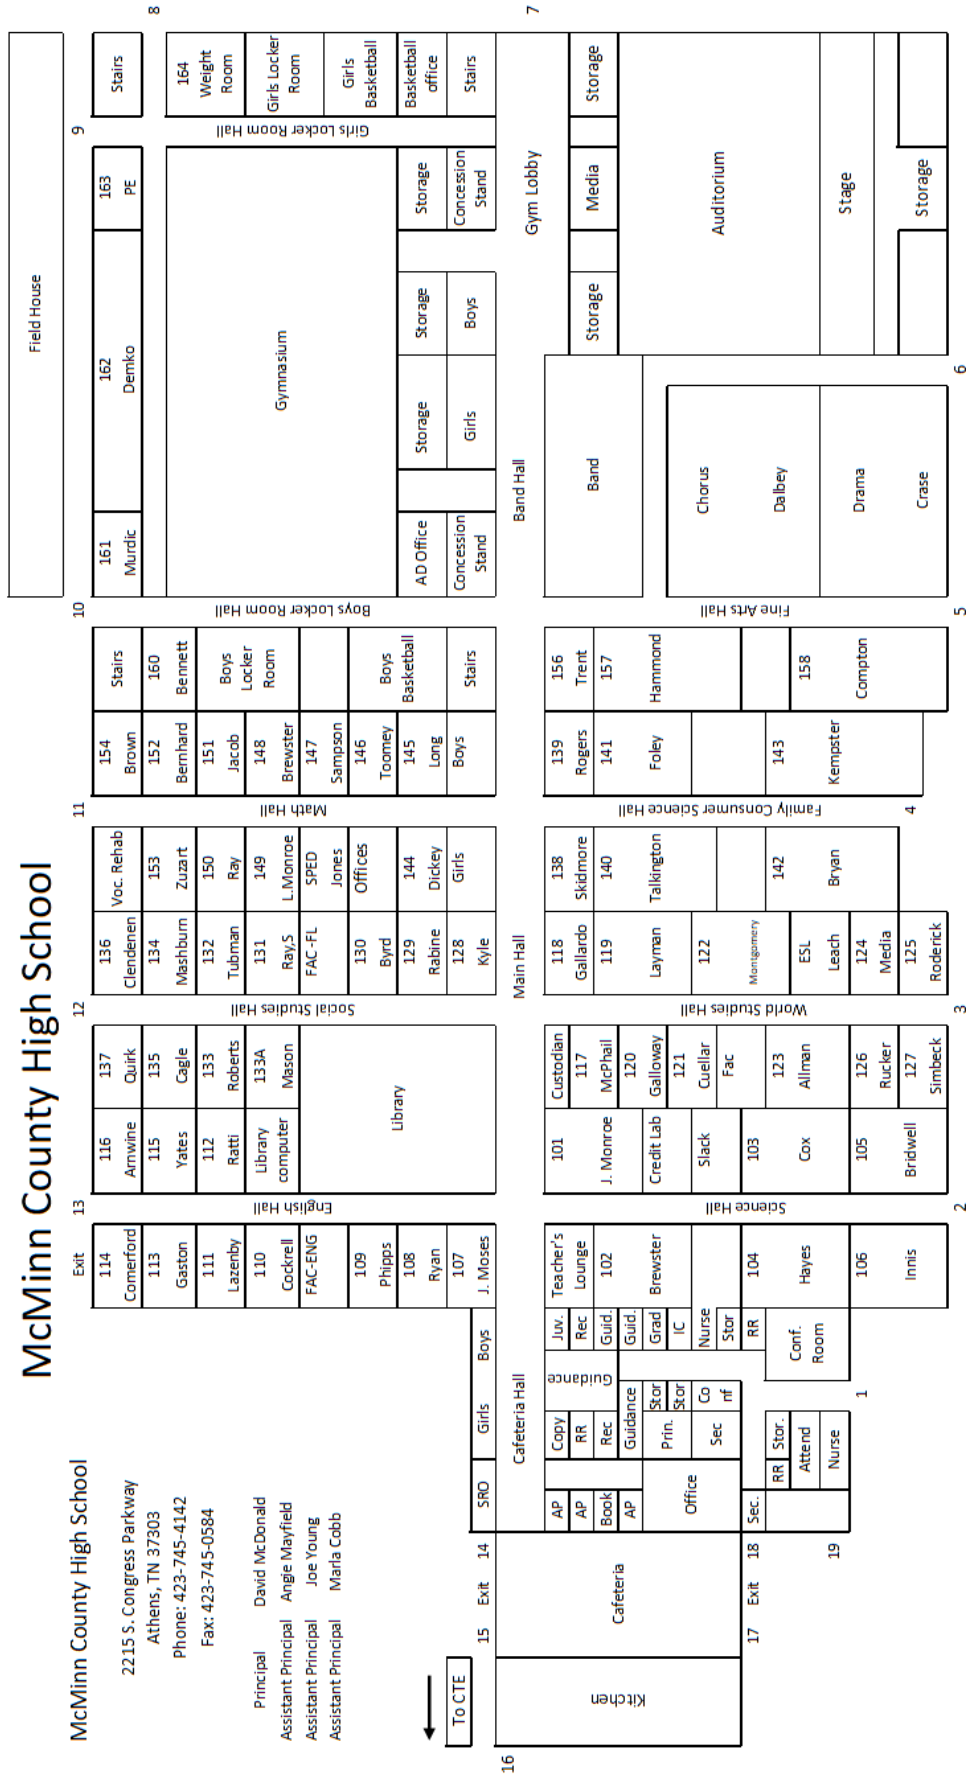 McMinn County High School
McMinn County High School
2215 S. Congress Parkway
Athens, TN 37303
Phone: 423-745-4142
Fax: 423-745-0584
Principal David McDonald
Assistant Principal Angie Mayfield
Assistant Principal Joe Young
Assistant Principal Marla Cobb
To CTE
16
Kitchen
15 Exit 14
Cafeteria
17 Exit 18
19
Exit 13
12
11
10
9
8
Field House
114
Comerford
113
Gaston
111
Lazenby
110
Cockrell
FAC-ENG
109
Phipps
108
Ryan
107
J. Moses
SRO
Girls
Boys
English Hall
116
Arnwine
115
Yates
112
Ratti
Library
computer
137
Quirk
135
Cagle
133
Roberts
133A
Mason
Library
Social Studies Hall
136
Clendenen
134
Mashburn
132
Tubman
131
Ray,S
FAC-FL
130
Byrd
129
Rabine
128
Kyle
Voc. Rehab
153
Zuzart
150
Ray
149
L.Monroe
SPED
Jones
Offices
144
Dickey
Girls
Math Hall
154
Brown
152
Bernhard
151
Jacob
148
Brewster
147
Sampson
146
Toomey
145
Long
Boys
Stairs
160
Bennett
Boys
Locker
Room
Boys
Basketball
Stairs
Boys Locker Room Hall
161
Murdic
162
Demko
163
PE
Stairs
Gymnasium
AD Office
Concession
Stand
Storage
Girls
Storage
Boys
Storage
Concession
Stand
Girls Locker Room Hall
164
Weight
Room
Girls Locker
Room
Girls
Basketball
Basketball
office
Stairs
Cafeteria Hall
Main Hall
Band Hall
Gym Lobby
7
AP
AP
Book
AP
Office
Copy
RR
Rec
Guidance
Prin.
Sec
Guidance
Stor
Stor
Co
nf
Juv.
Rec
Guid.
Guid.
Grad
IC
Nurse
Stor
RR
Conf.
Room
Sec.
RR
Stor.
Attend
Nurse
1
Teacher's
Lounge
102
Brewster
104
Hayes
106
Innis
Science Hall
2
101
J. Monroe
Credit Lab
Slack
103
Cox
105
Bridwell
Custodian
117
McPhail
120
Galloway
121
Cuellar
Fac
123
Allman
126
Rucker
127
Simbeck
World Studies Hall
3
118
Gallardo
119
Layman
122
Montgomery
ESL
Leach
124
Media
125
Roderick
138
Skidmore
140
Talkington
142
Bryan
Family Consumer Science Hall
4
139
Rogers
141
Foley
143
Kempster
156
Trent
157
Hammond
158
Compton
Fine Arts Hall
5
Band
Chorus
Dalbey
Drama
Crase
6
Storage
Media
Storage
Auditorium
Stage
Storage